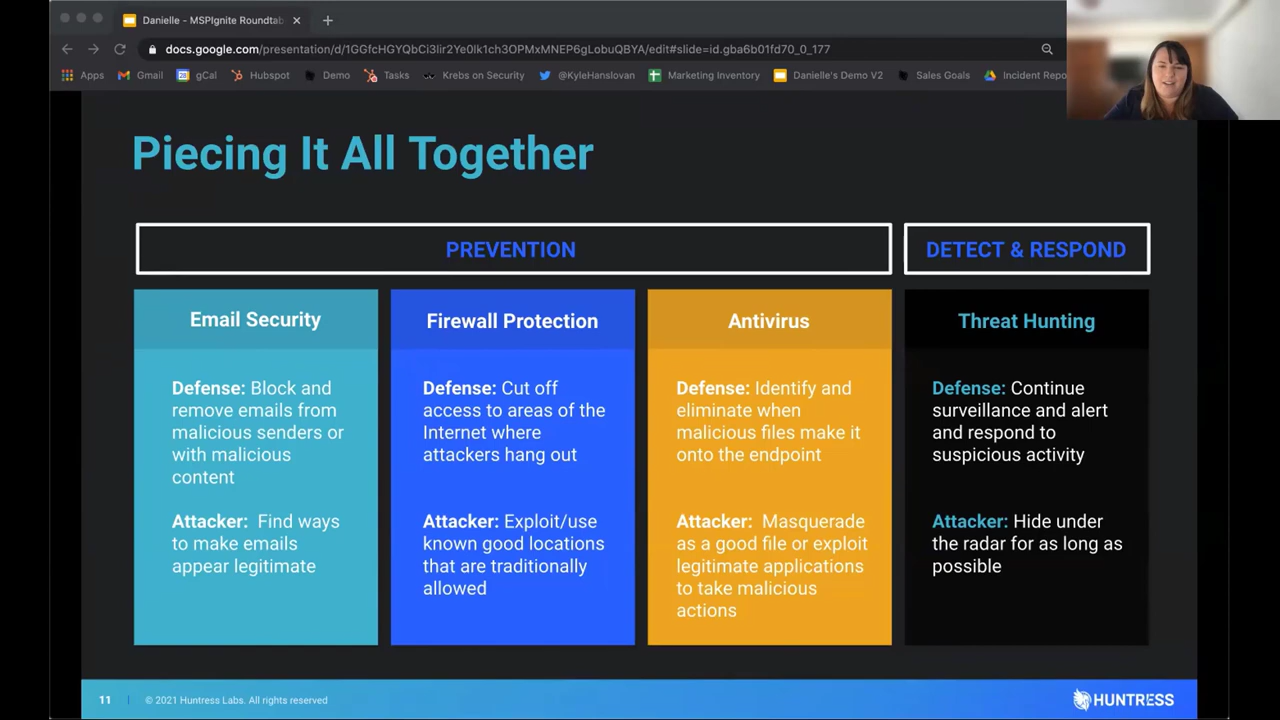 Danielle - MSPIgnite Roundtab
docs.google.com/presentation/d/1GGfcHGYQbCi3lir2Ye0lk1ch3OPMxMNEP6gLobuQBYA/edit#slide=id.gba6b01fd70_0_177
Apps Gmail gCal Hubspot Demo Tasks Krebs on Security @KyleHanslovan Marketing Inventory Danielle's Demo V2 Sales Goals Incident Repo
Piecing It All Together
PREVENTION
DETECT & RESPOND
Email Security
Defense: Block and
remove emails from
malicious senders or
with malicious
content
Attacker: Find ways
to make emails
appear legitimate
Firewall Protection
Defense: Cut off
access to areas of the
Internet where
attackers hang out
Attacker: Exploit/use
known good locations
that are traditionally
allowed
Antivirus
Defense: Identify and
eliminate when
malicious files make it
onto the endpoint
Attacker: Masquerade
as a good file or exploit
legitimate applications
to take malicious
actions
Threat Hunting
Defense: Continue
surveillance and alert
and respond to
suspicious activity
Attacker: Hide under
the radar for as long as
possible
11 | © 2021 Huntress Labs. All rights reserved
HUNTRESS